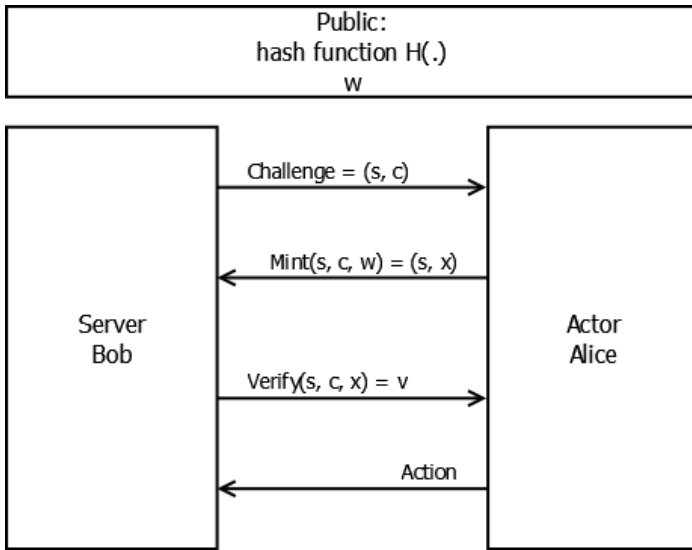 Public:
hash function H(.)
w
Challenge = (s, c)
Mint(s, c, w) = (s, x)
Server
Bob
Actor
Alice
Verify(s, c, x) = v
Action